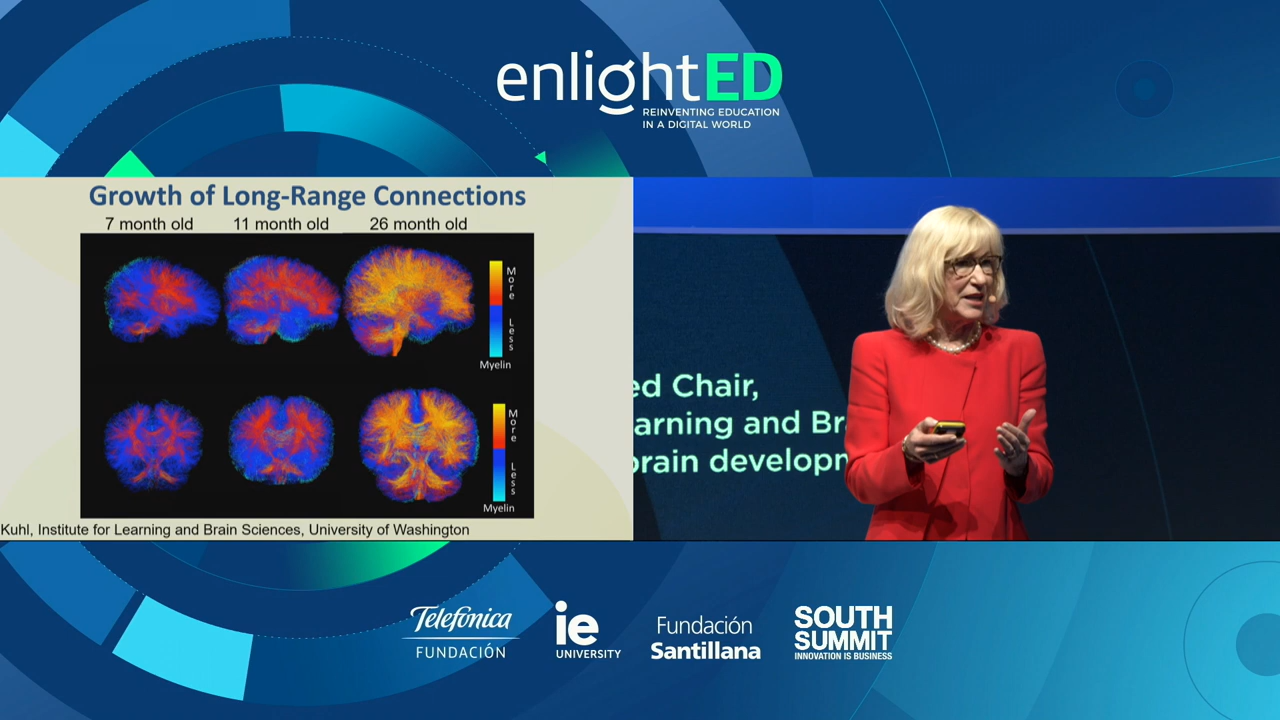 enlightED
REINVENTING EDUCATION
IN A DIGITAL WORLD
Growth of Long-Range Connections
7 month old 11 month old 26 month old
More
Less
Myelin
More
Less
Myelin
Kuhl, Institute for Learning and Brain Sciences, University of Washington
ed Chair,
arning and Br
brain developm
Telefónica
FUNDACIÓN
ie
UNIVERSITY
Fundación
Santillana
SOUTH
SUMMIT
INNOVATION IS BUSINESS